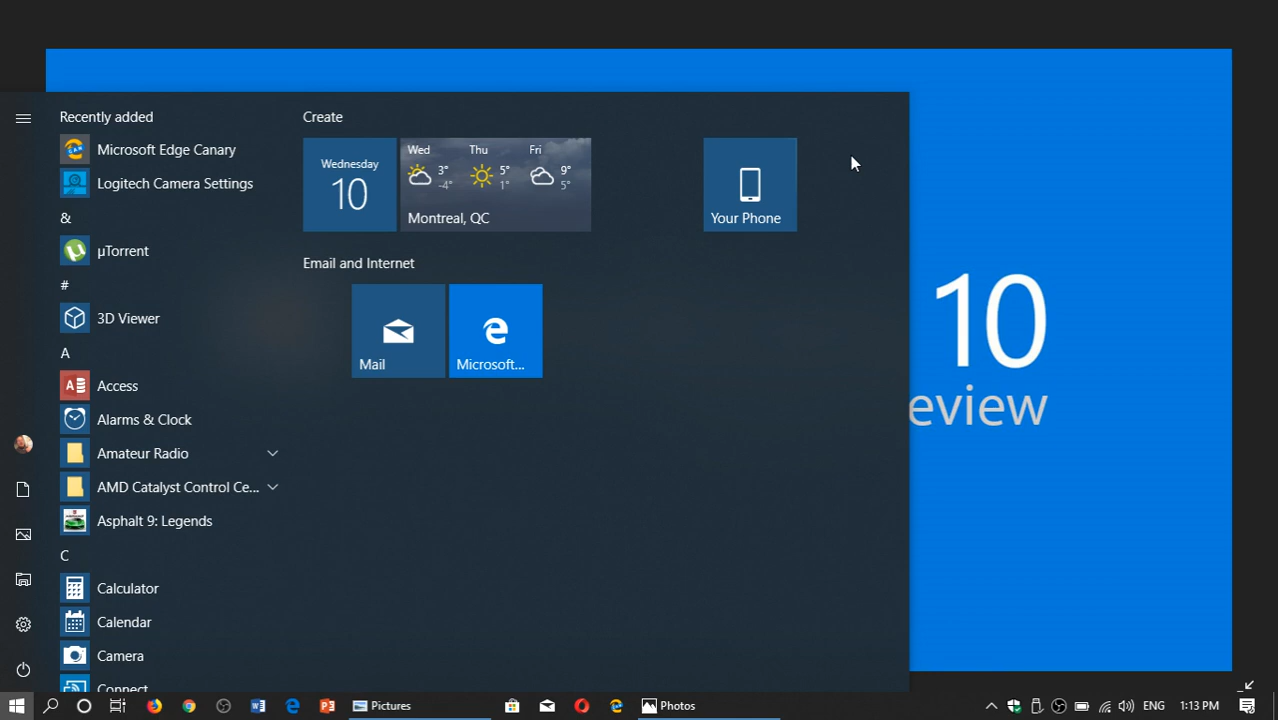 Recently added
Microsoft Edge Canary
Logitech Camera Settings
&
µTorrent
#
3D Viewer
A
Access
Alarms & Clock
Amateur Radio
AMD Catalyst Control Ce...
Asphalt 9: Legends
C
Calculator
Calendar
Camera
Connect
Create
Wednesday
10
Wed Thu Fri
3° 5° 9°
-4° 1° 5°
Montreal, QC
Your Phone
Email and Internet
Mail
Microsoft...
10
eview
Pictures
Photos
ENG
1:13 PM